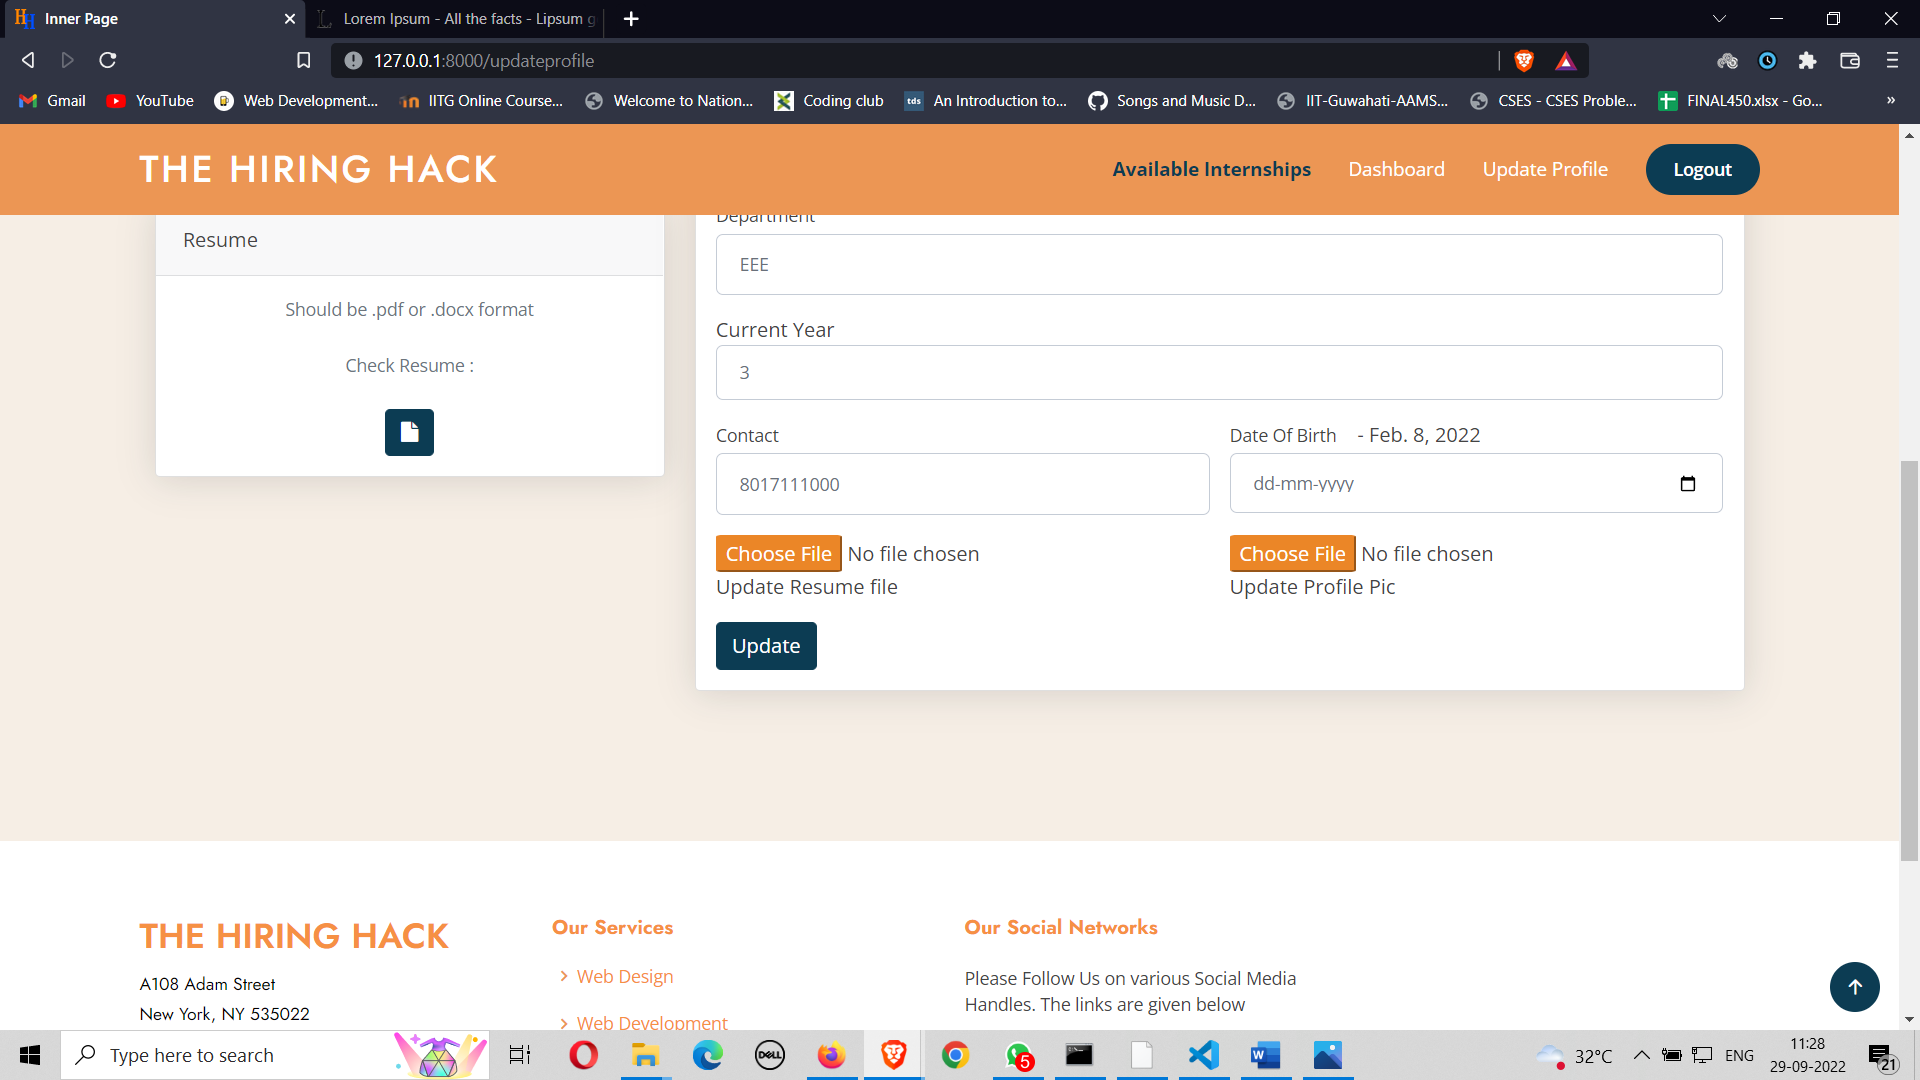 Inner Page
Lorem Ipsum - All the facts - Lipsum g
127.0.0.1:8000/updateprofile
Gmail
YouTube
Web Development...
IITG Online Course...
Welcome to Nation...
Coding club
tds An Introduction to...
Songs and Music D...
IIT-Guwahati-AAMS...
CSES - CSES Proble...
FINAL450.xlsx - Go...
»
THE HIRING HACK
Available Internships
Dashboard
Update Profile
Logout
Resume
Should be .pdf or .docx format
Check Resume :
Department
EEE
Current Year
3
Contact
8017111000
Date Of Birth - Feb. 8, 2022
dd-mm-yyyy
Choose File No file chosen
Update Resume file
Choose File No file chosen
Update Profile Pic
Update
THE HIRING HACK
A108 Adam Street
New York, NY 535022
Our Services
Web Design
Web Development
Our Social Networks
Please Follow Us on various Social Media
Handles. The links are given below
Type here to search
DELL
5
32°C
ENG
11:28
29-09-2022
21